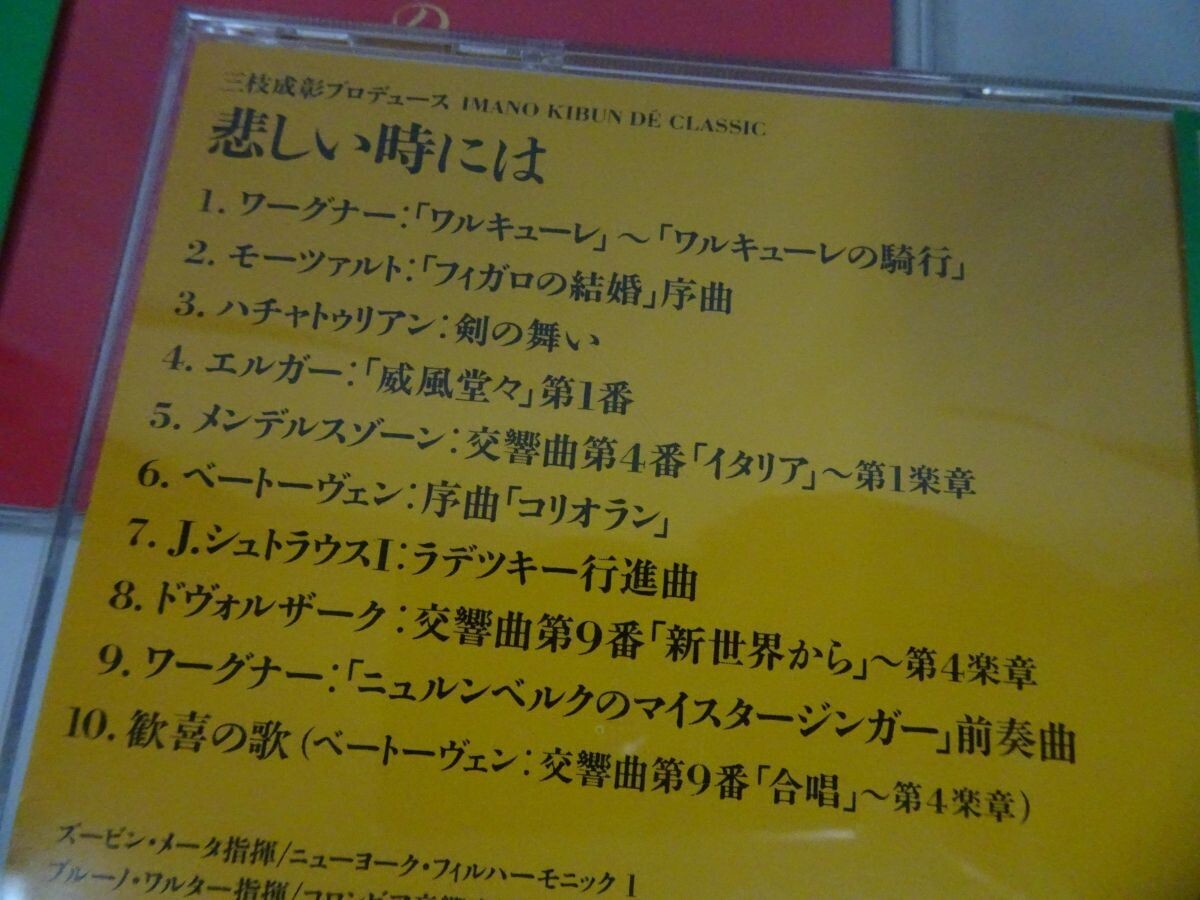 の
三枝成彰プロデュース IMANO KIBUN DÉ CLASSIC
悲しい時には
1. ワーグナー:「ワルキューレ」~「ワルキューレの騎行」
2. モーツァルト:「フィガロの結婚」序曲
3. ハチャトゥリアン:剣の舞い
4. エルガー:「威風堂々」第1番
5. メンデルスゾーン:交響曲第4番「イタリア」~第1楽章
6. ベートーヴェン:序曲「コリオラン」
7. J.シュトラウスI:ラデツキー行進曲
8. ドヴォルザーク:交響曲第9番「新世界から」~第4楽章
9. ワーグナー:「ニュルンベルクのマイスタージンガー」前奏曲
10. 歓喜の歌(ベートーヴェン:交響曲第9番「合唱」~第4楽章)
ズービン・メータ指揮/ニューヨーク・フィルハーモニック 1
ブルーノ・ワルター指揮/コロンビア交響